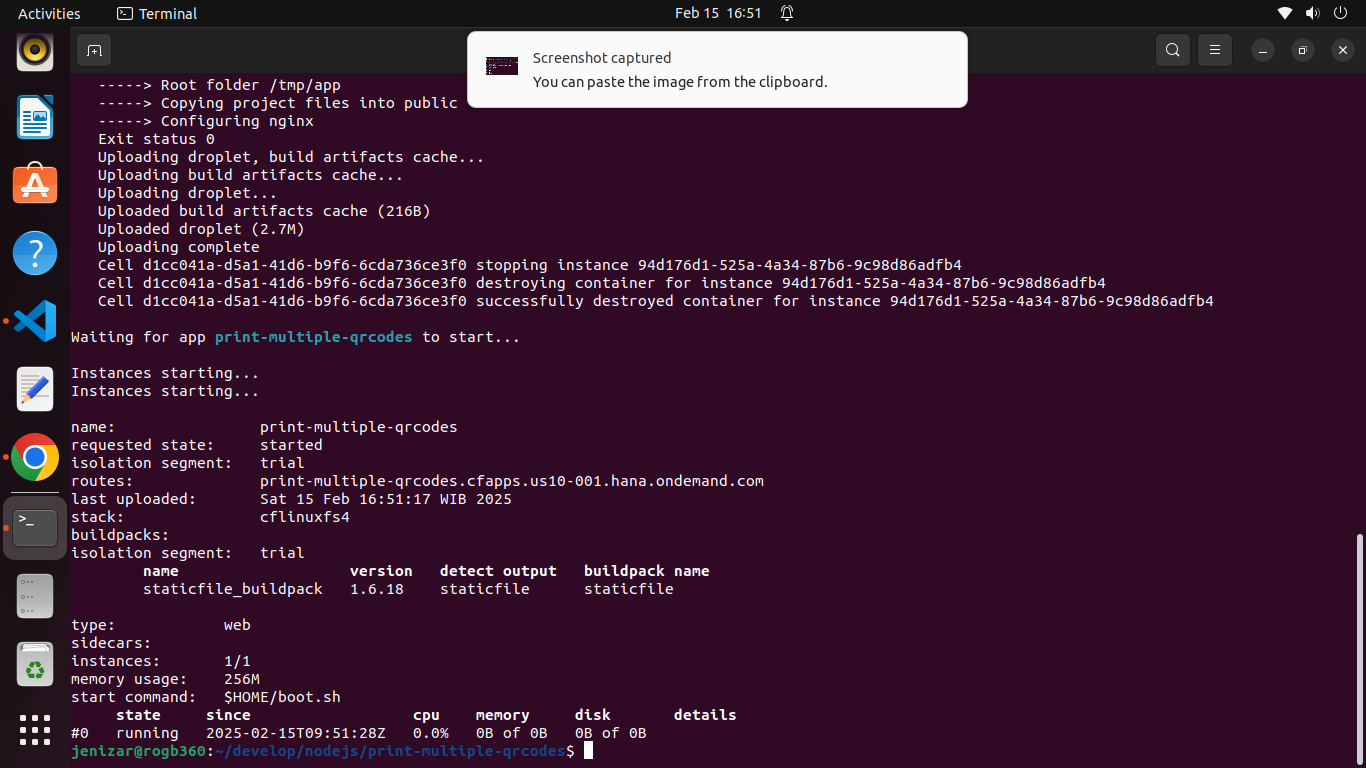 Activities
Terminal
Feb 15 16:51
Screenshot captured
You can paste the image from the clipboard.
-----> Root folder /tmp/app
-----> Copying project files into public
-----> Configuring nginx
Exit status 0
Uploading droplet, build artifacts cache...
Uploading build artifacts cache...
Uploading droplet...
Uploaded build artifacts cache (216B)
Uploaded droplet (2.7M)
Uploading complete
Cell d1cc041a-d5a1-41d6-b9f6-6cda736ce3f0 stopping instance 94d176d1-525a-4a34-87b6-9c98d86adfb4
Cell d1cc041a-d5a1-41d6-b9f6-6cda736ce3f0 destroying container for instance 94d176d1-525a-4a34-87b6-9c98d86adfb4
Cell d1cc041a-d5a1-41d6-b9f6-6cda736ce3f0 successfully destroyed container for instance 94d176d1-525a-4a34-87b6-9c98d86adfb4
Waiting for app print-multiple-qrcodes to start...
Instances starting...
Instances starting...
name: print-multiple-qrcodes
requested state: started
isolation segment: trial
routes: print-multiple-qrcodes.cfapps.us10-001.hana.ondemand.com
last uploaded: Sat 15 Feb 16:51:17 WIB 2025
stack: cflinuxfs4
buildpacks:
isolation segment: trial
name version detect output buildpack name
staticfile_buildpack 1.6.18 staticfile staticfile
type: web
sidecars:
instances: 1/1
memory usage: 256M
start command: $HOME/boot.sh
state since cpu memory disk details
#0 running 2025-02-15T09:51:28Z 0.0% 0B of 0B 0B of 0B
jenizar@rogb360:~/develop/nodejs/print-multiple-qrcodes$